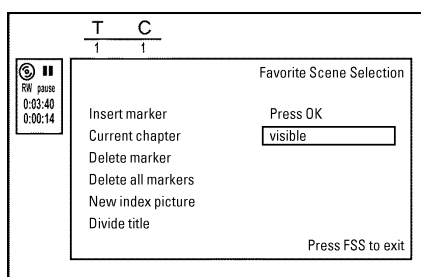 T C
1 1
RW pause
0:03:40
0:00:14
Favorite Scene Selection
Insert marker Press OK
Current chapter visible
Delete marker
Delete all markers
New index picture
Divide title
Press FSS to exit